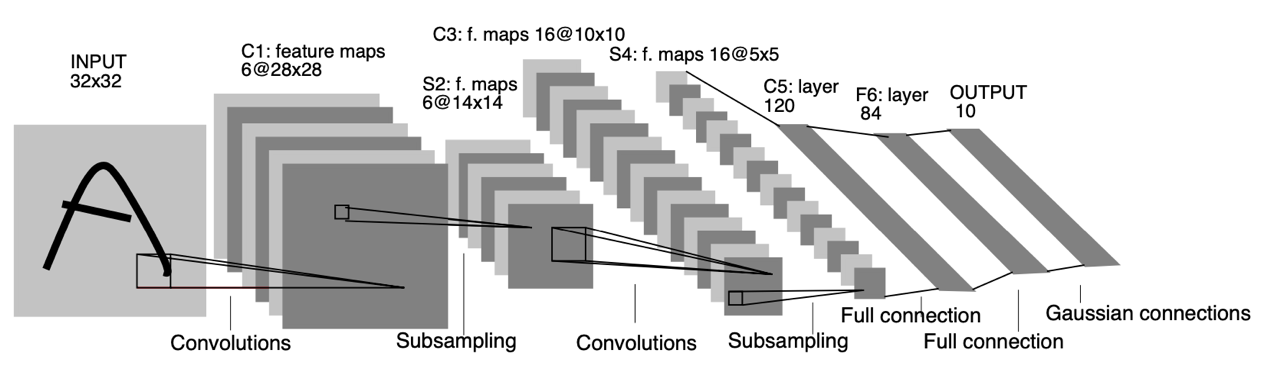 INPUT
32x32
C1: feature maps
6@28x28
S2: f. maps
6@14x14
C3: f. maps 16@10x10
S4: f. maps 16@5x5
C5: layer
120
F6: layer
84
OUTPUT
10
Convolutions
Subsampling
Convolutions
Subsampling
Full connection
Full connection
Gaussian connections